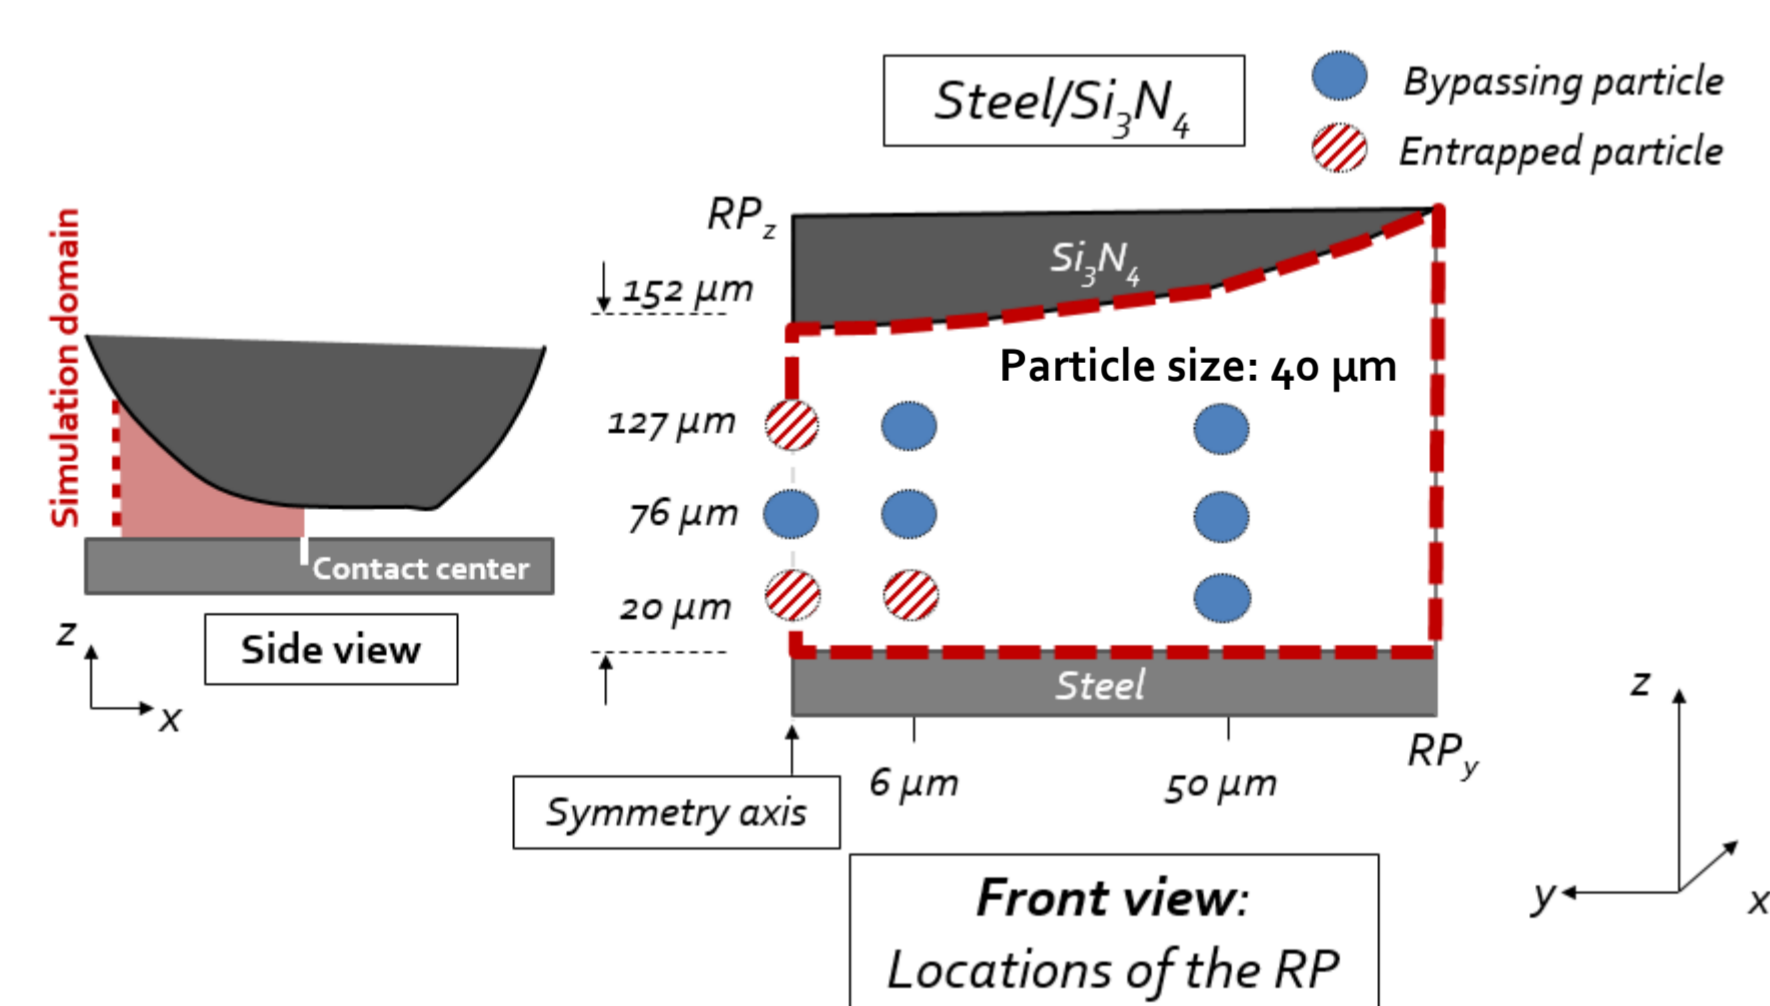 Steel/Si₃N₄
Bypassing particle
Entrapped particle
Simulation domain
RPz
Si₃N₄
152 µm
Particle size: 40 µm
127 µm
76 µm
Contact center
20 µm
Side view
z
x
Steel
RPy
6 µm
50 µm
Symmetry axis
z
y
x
Front view:
Locations of the RP